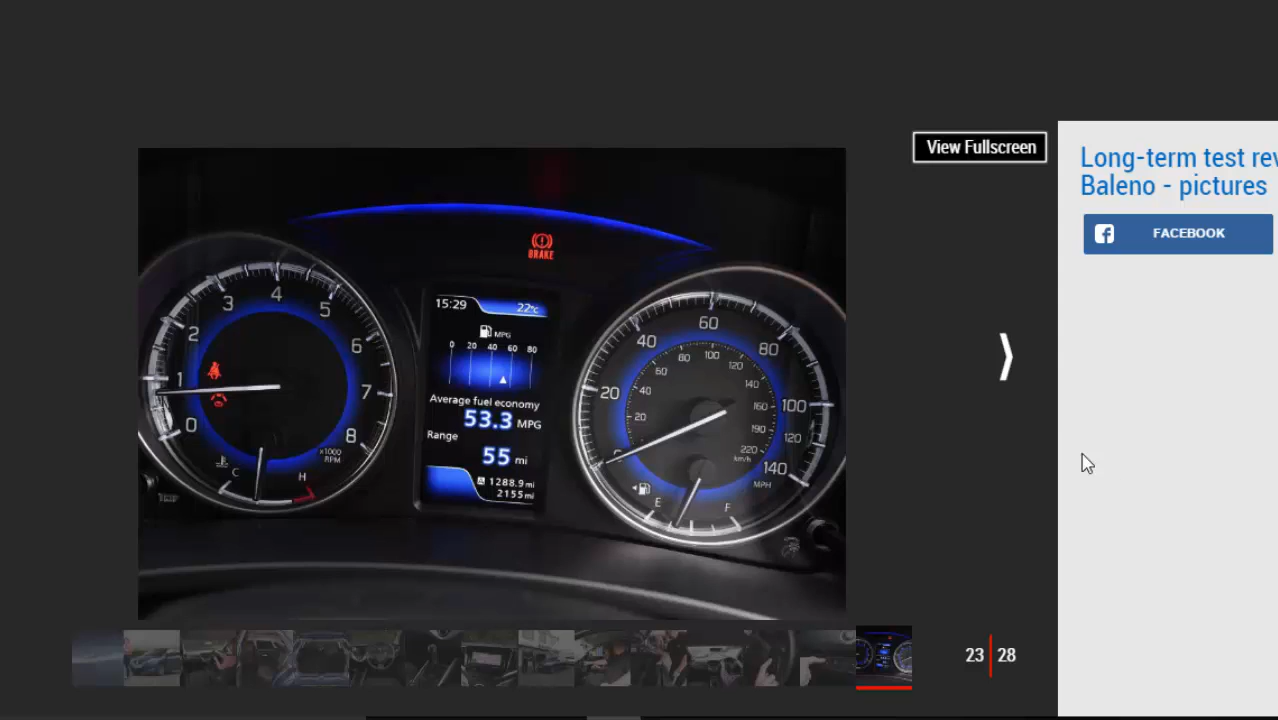 View Fullscreen
Long-term test rev
Baleno - pictures
FACEBOOK
BRAKE
15:29 22°C
MPG
0 20 40 60 80
Average fuel economy
53.3 MPG
Range
55 mi
A 1288.9 mi
2155 mi
0 1 2 3 4 5 6 7 8
x1000
RPM
C H
20 40 60 80 100 120 140
MPH
20 40 60 80 100 120 140 160 190 220
km/h
E F
23 28